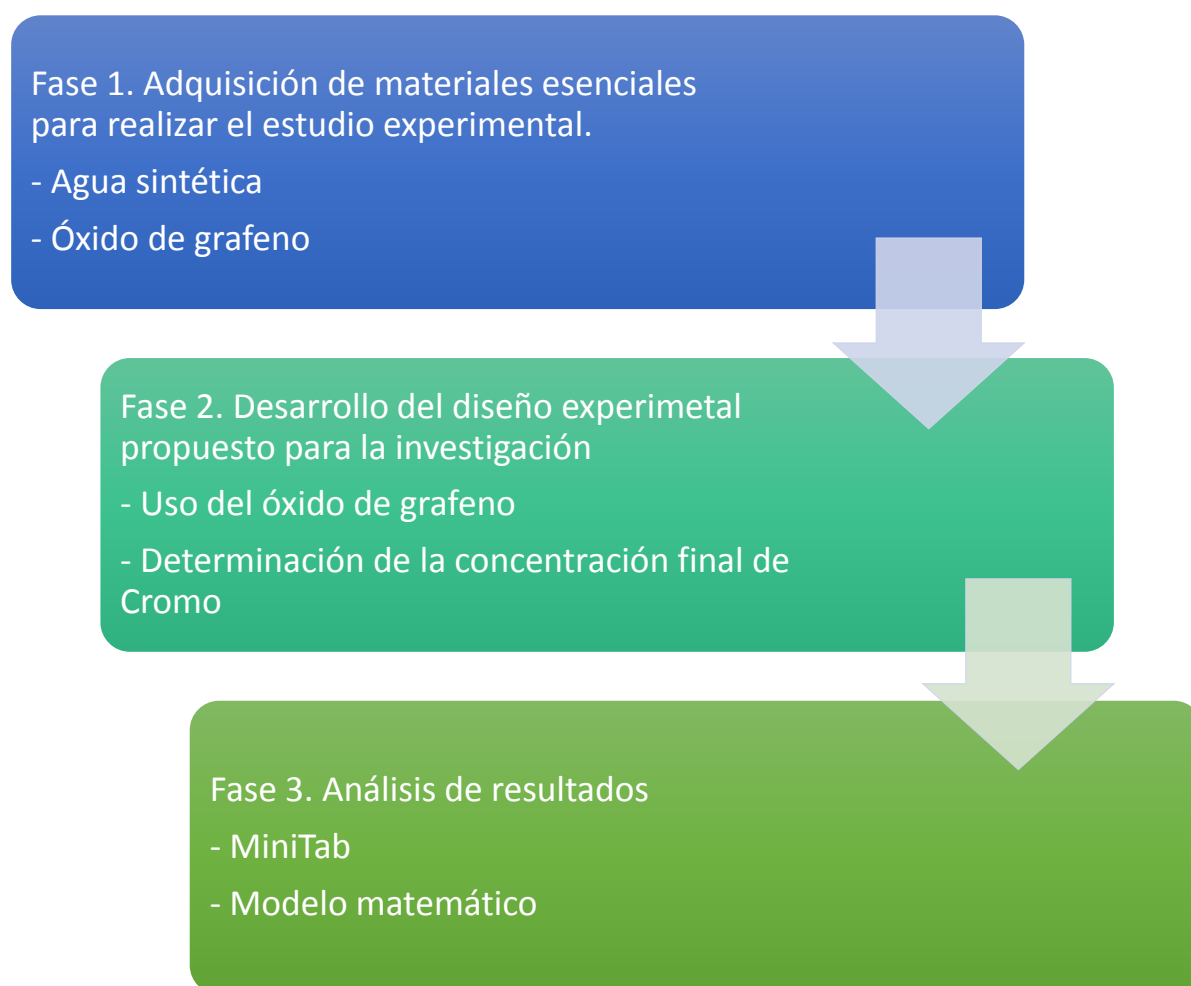 Fase 1. Adquisición de materiales esenciales
para realizar el estudio experimental.
- Agua sintética
- Óxido de grafeno
Fase 2. Desarrollo del diseño experimetal
propuesto para la investigación
- Uso del óxido de grafeno
- Determinación de la concentración final de
Cromo
Fase 3. Análisis de resultados
- MiniTab
- Modelo matemático